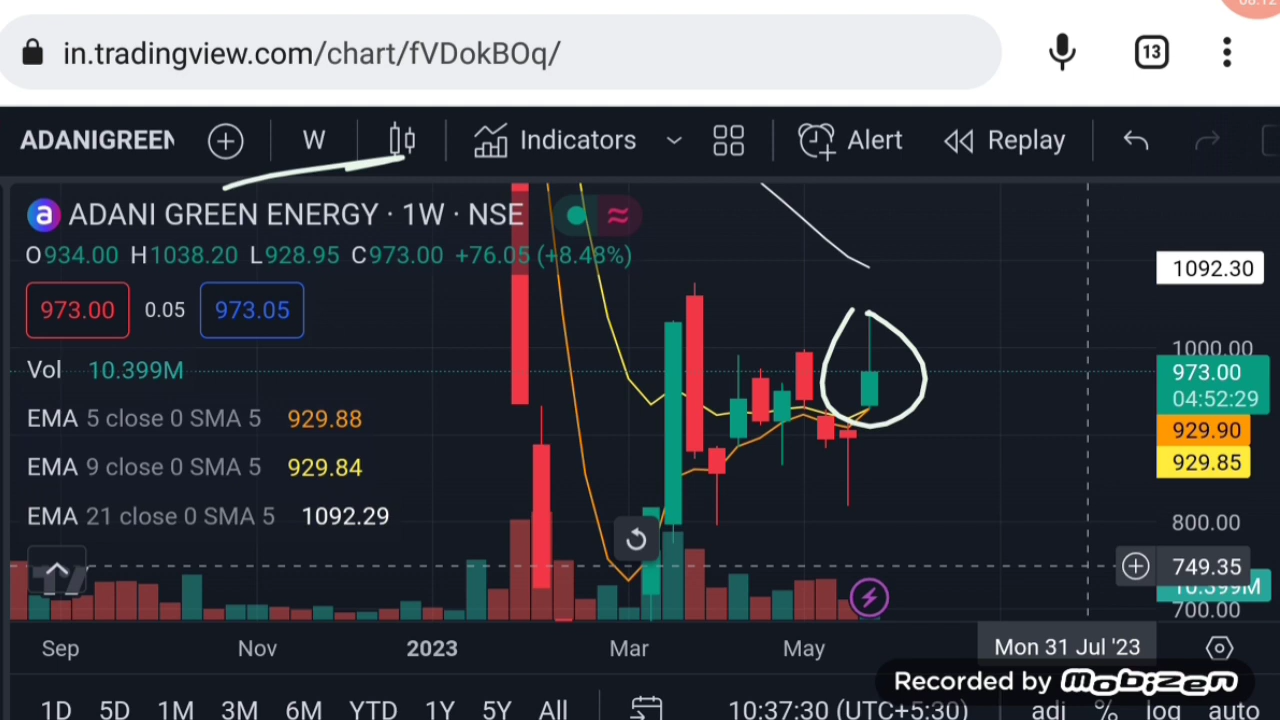 08:12
in.tradingview.com/chart/fVDokBOq/
13
ADANIGREEN W Indicators Alert Replay
ADANI GREEN ENERGY · 1W · NSE
O934.00 H1038.20 L928.95 C973.00 +76.05 (+8.48%)
973.00 0.05 973.05
Vol 10.399M
EMA 5 close 0 SMA 5 929.88
EMA 9 close 0 SMA 5 929.84
EMA 21 close 0 SMA 5 1092.29
1092.30
1000.00
973.00
04:52:29
929.90
929.85
800.00
749.35
10.399M
700.00
Sep Nov 2023 Mar May Mon 31 Jul '23
Recorded by Mobizen
1D 5D 1M 3M 6M YTD 1Y 5Y All 10:37:30 (UTC+5:30) adj % log auto